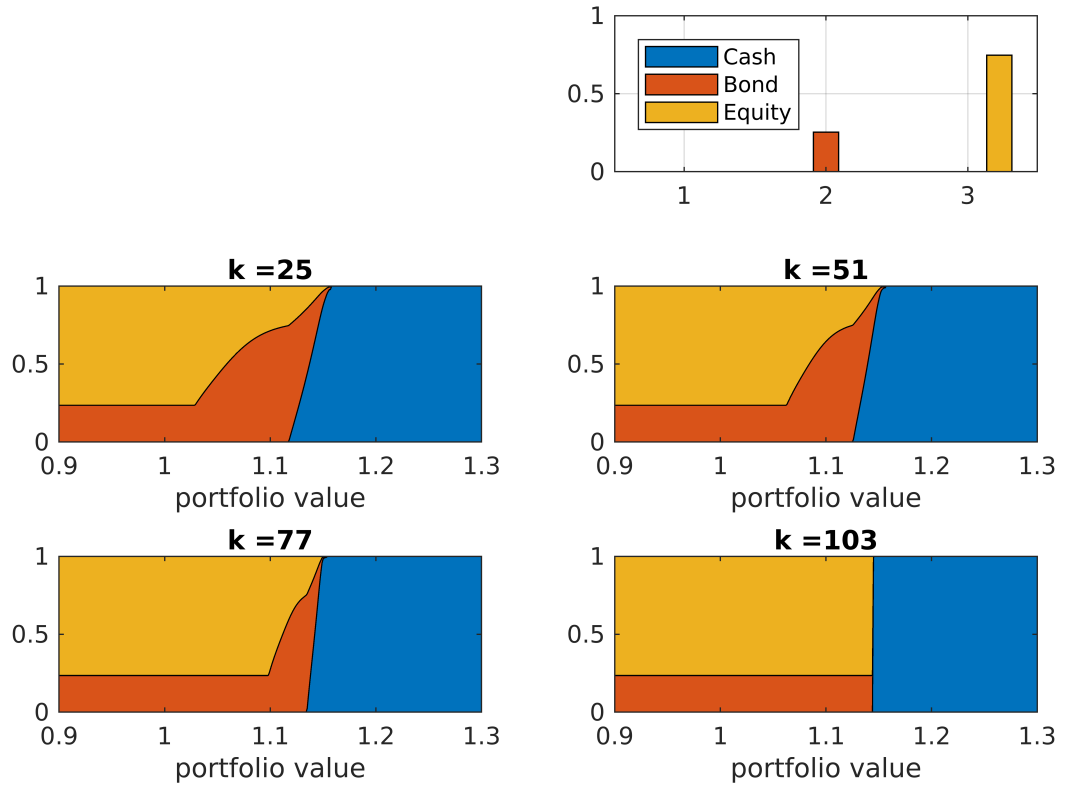 1
0.5
0
Cash
Bond
Equity
1 2 3
k =25
1
0.5
0
0.9 1 1.1 1.2 1.3
portfolio value
k =51
1
0.5
0
0.9 1 1.1 1.2 1.3
portfolio value
k =77
1
0.5
0
0.9 1 1.1 1.2 1.3
portfolio value
k =103
1
0.5
0
0.9 1 1.1 1.2 1.3
portfolio value